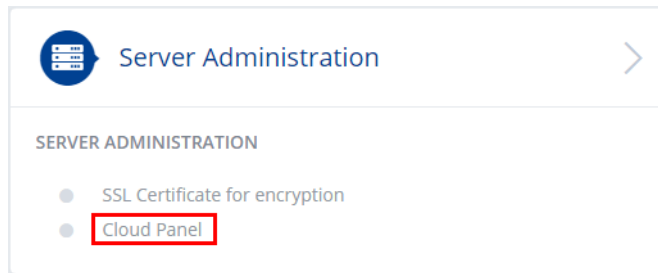 Server Administration
SERVER ADMINISTRATION
SSL Certificate for encryption
Cloud Panel